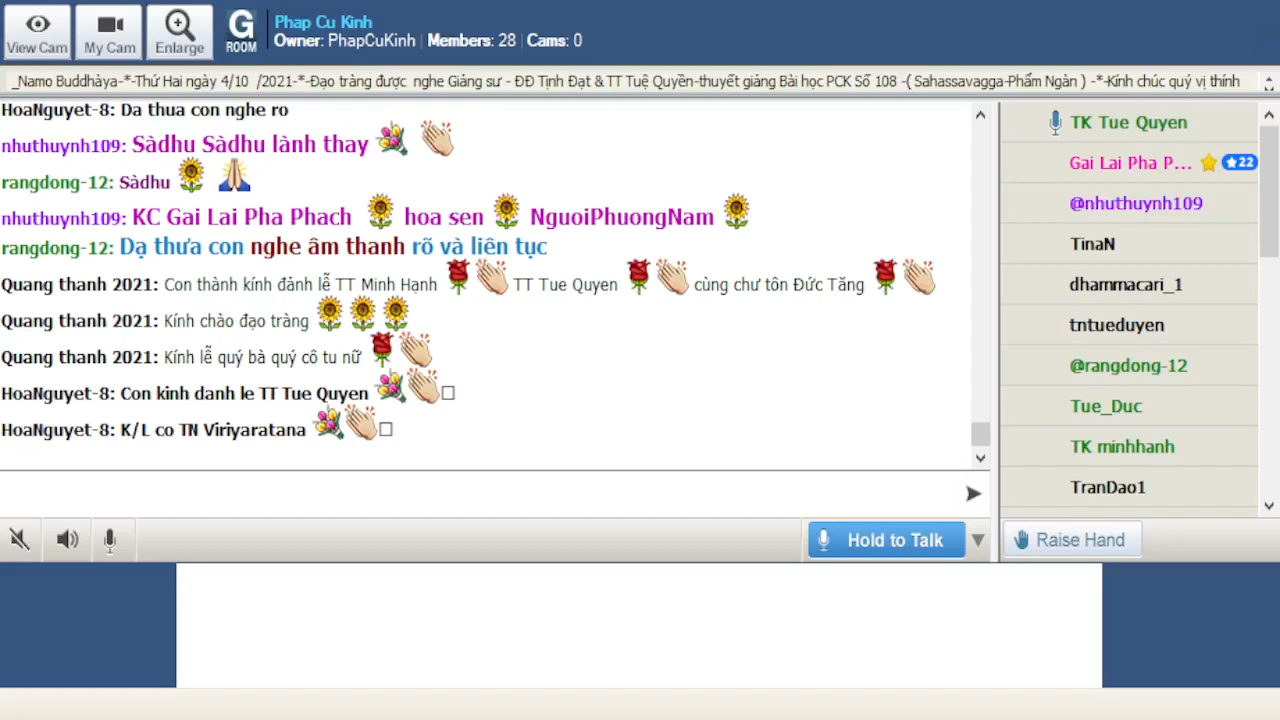 View Cam
My Cam
Enlarge
G
ROOM
Phap Cu Kinh
Owner: PhapCuKinh | Members: 28 | Cams: 0
_Namo Buddhàya-*-Thứ Hai ngày 4/10 /2021-*-Đạo tràng được nghe Giảng sư - ĐĐ Tịnh Đạt & TT Tuệ Quyền-thuyết giảng Bài học PCK Số 108 -( Sahassavagga-Phẩm Ngàn ) -*-Kính chúc quý vị thính
HoaNguyet-8: Da thua con nghe ro
nhuthuynh109: Sàdhu Sàdhu lành thay
rangdong-12: Sàdhu
nhuthuynh109: KC Gai Lai Pha Phach hoa sen NguoiPhuongNam
rangdong-12: Dạ thưa con nghe âm thanh rõ và liên tục
Quang thanh 2021: Con thành kính đảnh lễ TT Minh Hạnh TT Tue Quyen cùng chư tôn Đức Tăng
Quang thanh 2021: Kính chào đạo tràng
Quang thanh 2021: Kính lễ quý bà quý cô tu nữ
HoaNguyet-8: Con kinh danh le TT Tue Quyen
HoaNguyet-8: K/L co TN Viriyaratana
TK Tue Quyen
Gai Lai Pha P... 22
@nhuthuynh109
TinaN
dhammacari_1
tntueduyen
@rangdong-12
Tue_Duc
TK minhhanh
TranDao1
Hold to Talk
Raise Hand